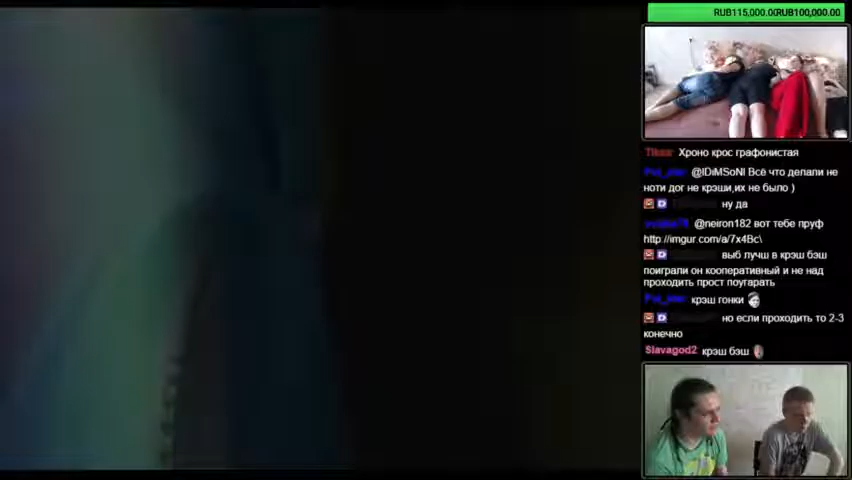 RUB115,000.00RUB100,000.00
Хроно крос графонистая
@IDiMSoNI Всё что делали не
ноти дог не крэши,их не было )
ну да
@neiron182 вот тебе пруф
http://imgur.com/a/7x4Bc\
выб лучш в крэш бэш
поиграли он кооперативный и не над
проходить прост поугарать
крэш гонки
но если проходить то 2-3
конечно
Slavagod2 крэш бэш